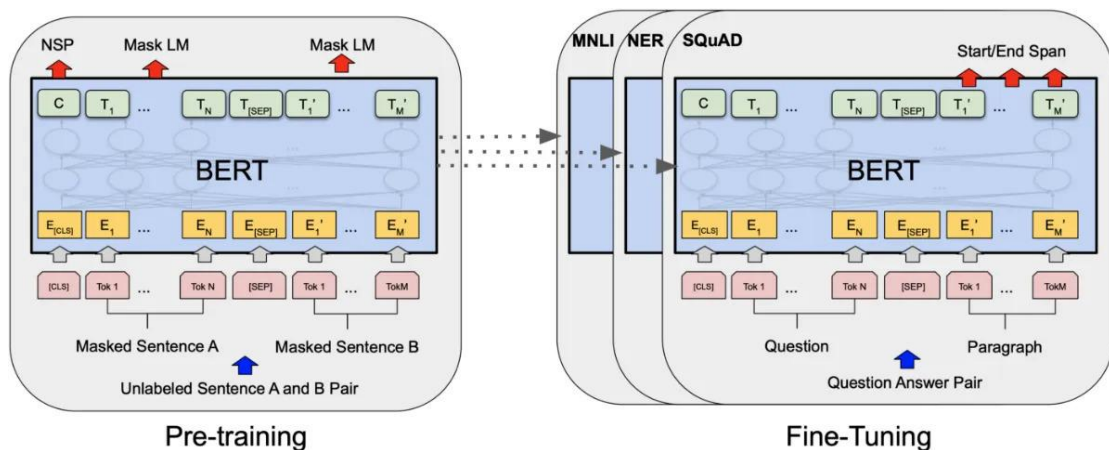 NSP Mask LM Mask LM
C T1 ... TN T[SEP] T1' ... TM'
BERT
E[CLS] E1 ... EN E[SEP] E1' ... EM'
[CLS] Tok 1 ... Tok N [SEP] Tok 1 ... TokM
Masked Sentence A Masked Sentence B
Unlabeled Sentence A and B Pair
Pre-training
MNLI NER SQuAD
Start/End Span
C T1 ... TN T[SEP] T1' ... TM'
BERT
E[CLS] E1 ... EN E[SEP] E1' ... EM'
[CLS] Tok 1 ... Tok N [SEP] Tok 1 ... TokM
Question Paragraph
Question Answer Pair
Fine-Tuning